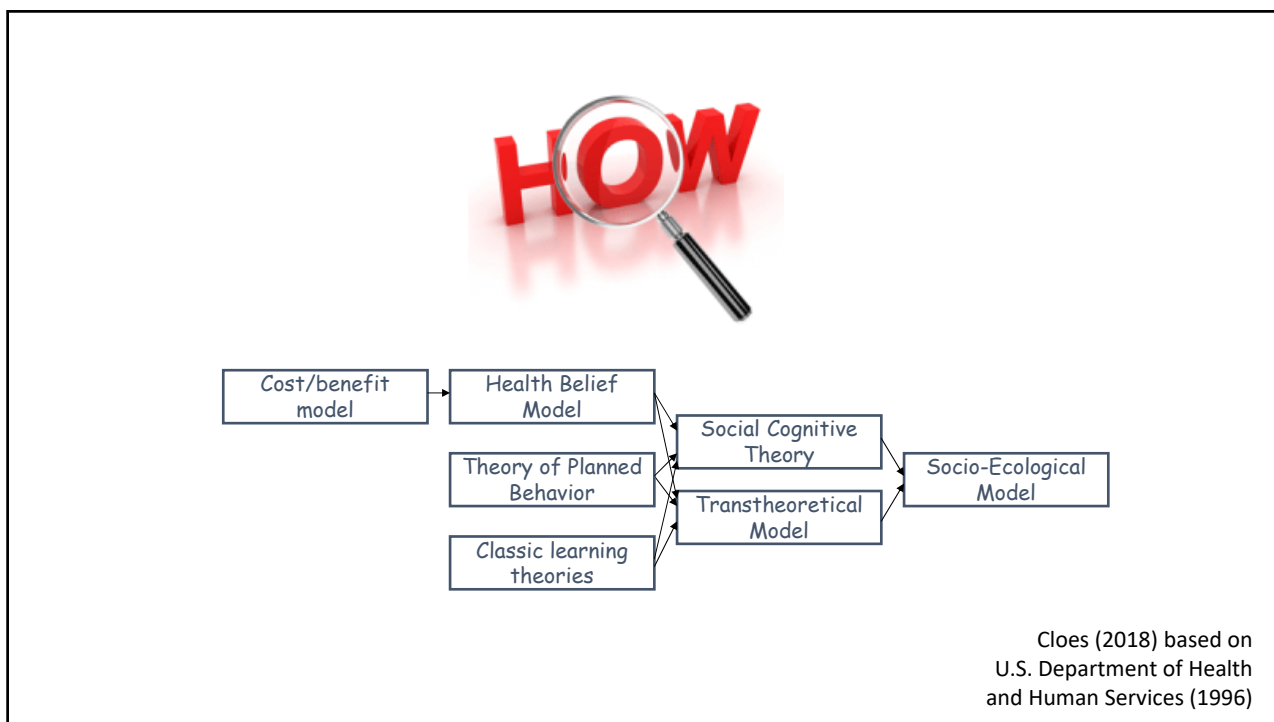 HOW
Cost/benefit
model
Health Belief
Model
Theory of Planned
Behavior
Classic learning
theories
Social Cognitive
Theory
Transtheoretical
Model
Socio-Ecological
Model
Cloes (2018) based on
U.S. Department of Health
and Human Services (1996)